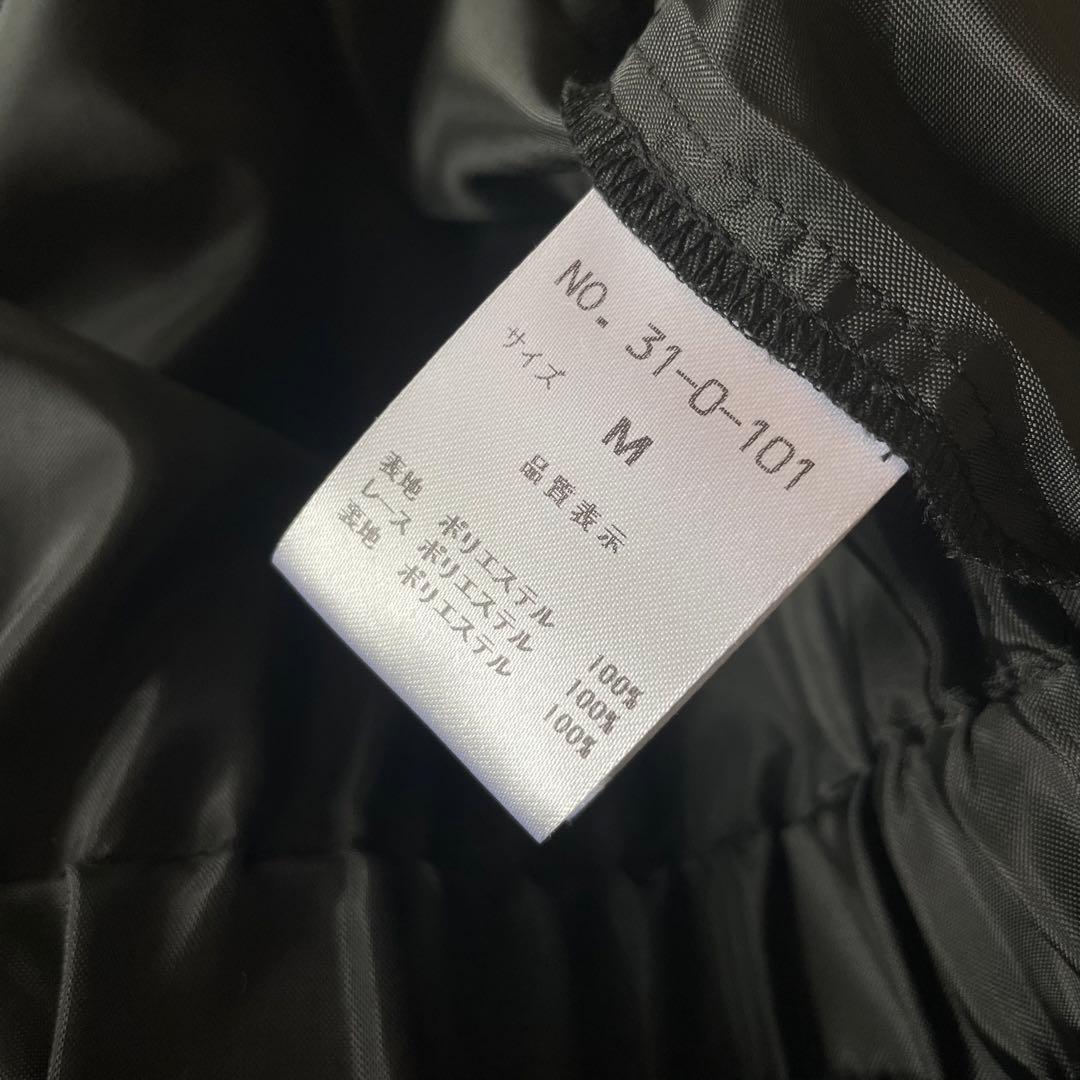 NO. 31-0-101
サイズ M
品質表示
表地 ポリエステル 100%
レース ポリエステル 100%
裏地 ポリエステル 100%